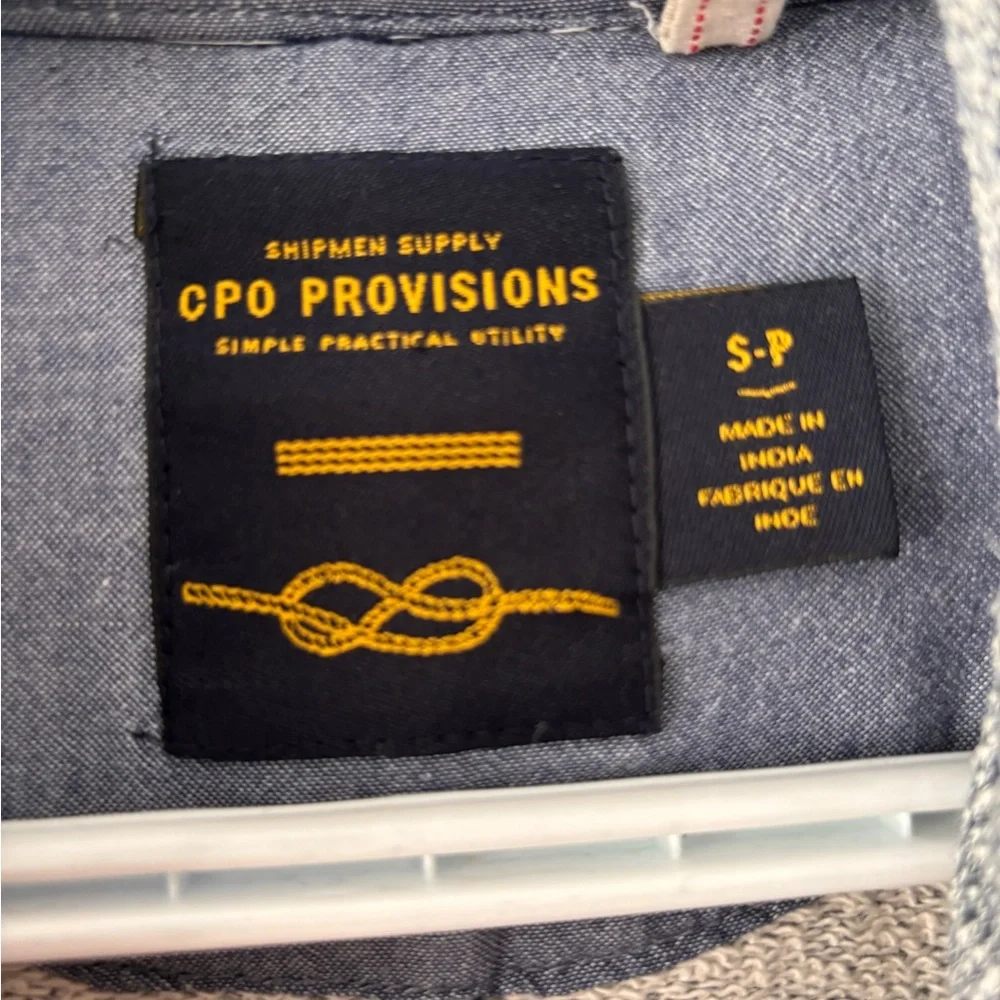 SHIPMEN SUPPLY
CPO PROVISIONS
SIMPLE PRACTICAL UTILITY
S-P
MADE IN
INDIA
FABRIQUE EN
INDE